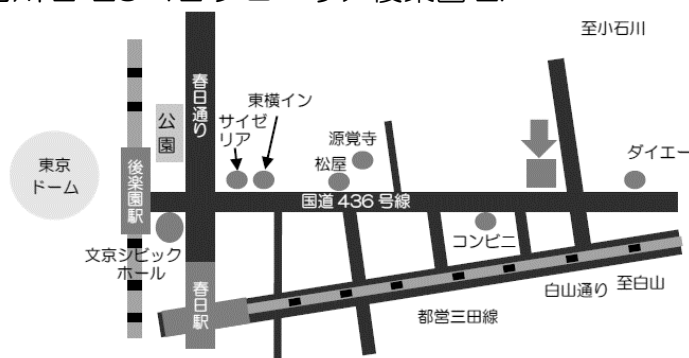 至小石川
東横イン
サイゼ
リア
春日通り
公園
源覚寺
松屋
ダイエー
東京
ドーム
後楽園駅
国道 436 号線
文京シビック
ホール
コンビニ
春日駅
白山通り
至白山
都営三田線